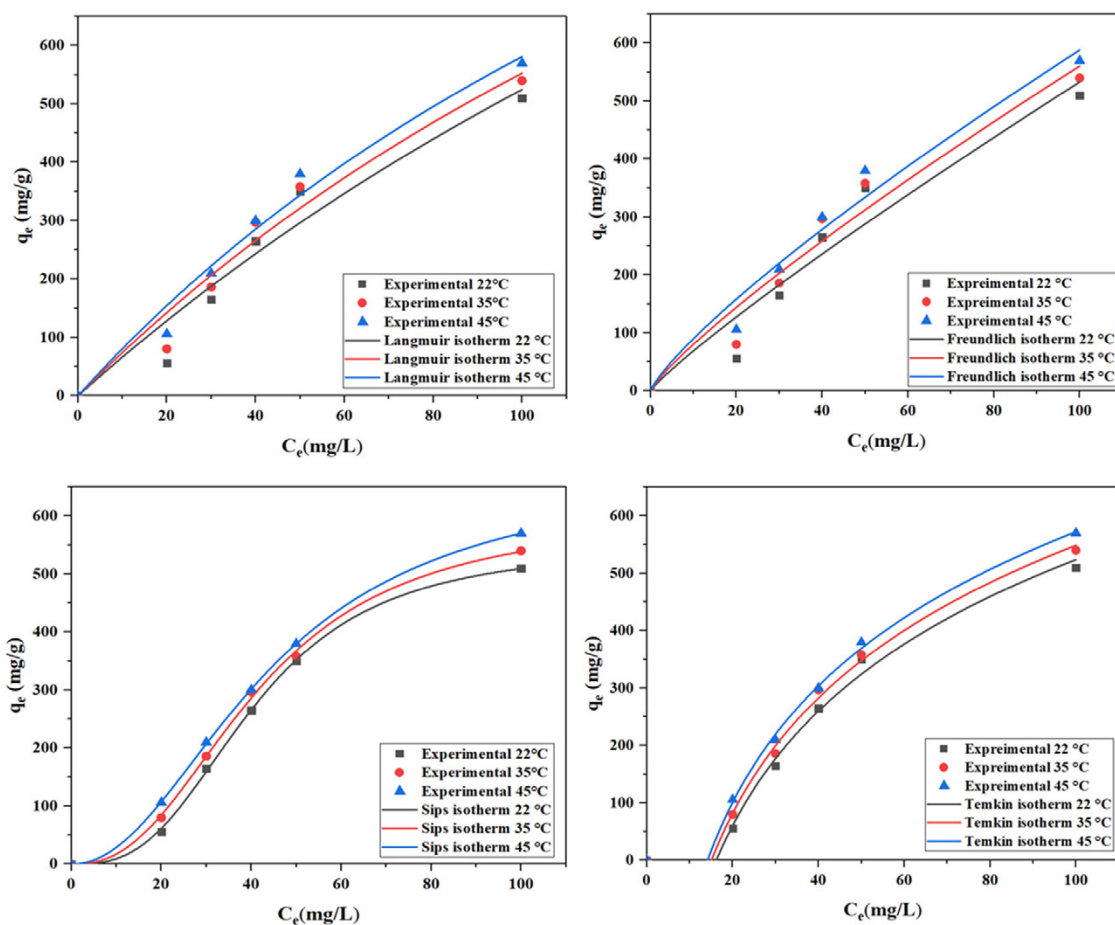 600
500
400
300
200
100
0
qe (mg/g)
Experimental 22°C
Experimental 35°C
Experimental 45°C
Langmuir isotherm 22 °C
Langmuir isotherm 35 °C
Langmuir isotherm 45 °C
0 20 40 60 80 100
Ce(mg/L)
600
500
400
300
200
100
0
qe (mg/g)
Expreimental 22 °C
Expreimental 35 °C
Expreimental 45 °C
Freundlich isotherm 22 °C
Freundlich isotherm 35 °C
Freundlich isotherm 45 °C
0 20 40 60 80 100
Ce(mg/L)
600
500
400
300
200
100
0
qe (mg/g)
Experimental 22°C
Experimental 35°C
Experimental 45°C
Sips isotherm 22 °C
Sips isotherm 35 °C
Sips isotherm 45 °C
0 20 40 60 80 100
Ce(mg/L)
600
500
400
300
200
100
0
qe (mg/g)
Expreimental 22 °C
Expreimental 35 °C
Expreimental 45 °C
Temkin isotherm 22 °C
Temkin isotherm 35 °C
Temkin isotherm 45 °C
0 20 40 60 80 100
Ce(mg/L)